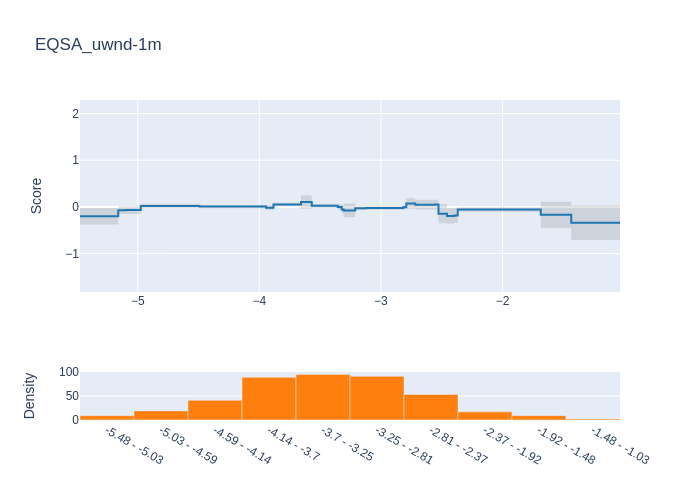 EQSA_uwnd-1m
Score
2
1
0
−1
−5
−4
−3
−2
Density
100
50
0
-5.48 - -5.03
-5.03 - -4.59
-4.59 - -4.14
-4.14 - -3.7
-3.7 - -3.25
-3.25 - -2.81
-2.81 - -2.37
-2.37 - -1.92
-1.92 - -1.48
-1.48 - -1.03